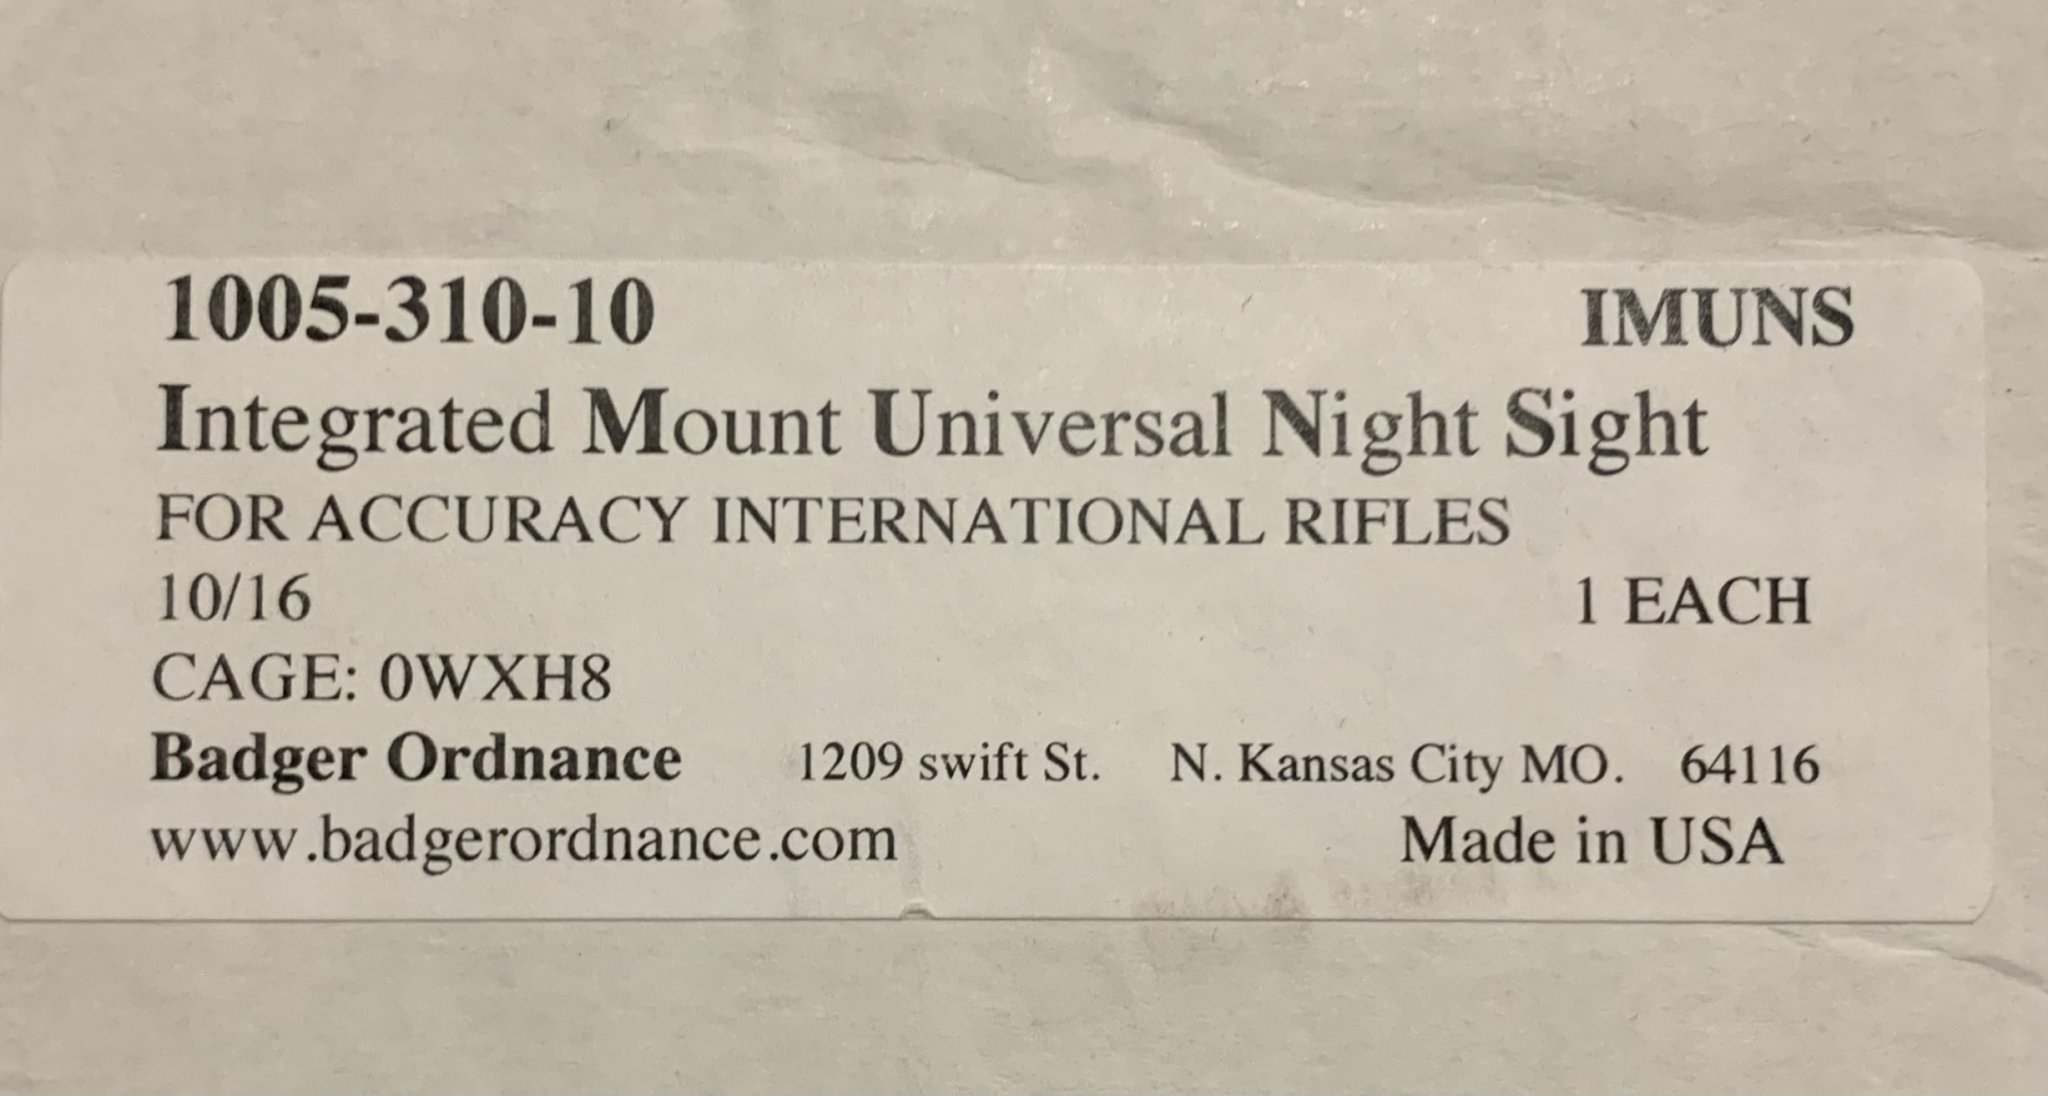 1005-310-10 IMUNS
Integrated Mount Universal Night Sight
FOR ACCURACY INTERNATIONAL RIFLES
10/16 1 EACH
CAGE: 0WXH8
Badger Ordnance 1209 swift St. N. Kansas City MO. 64116
www.badgerordnance.com Made in USA